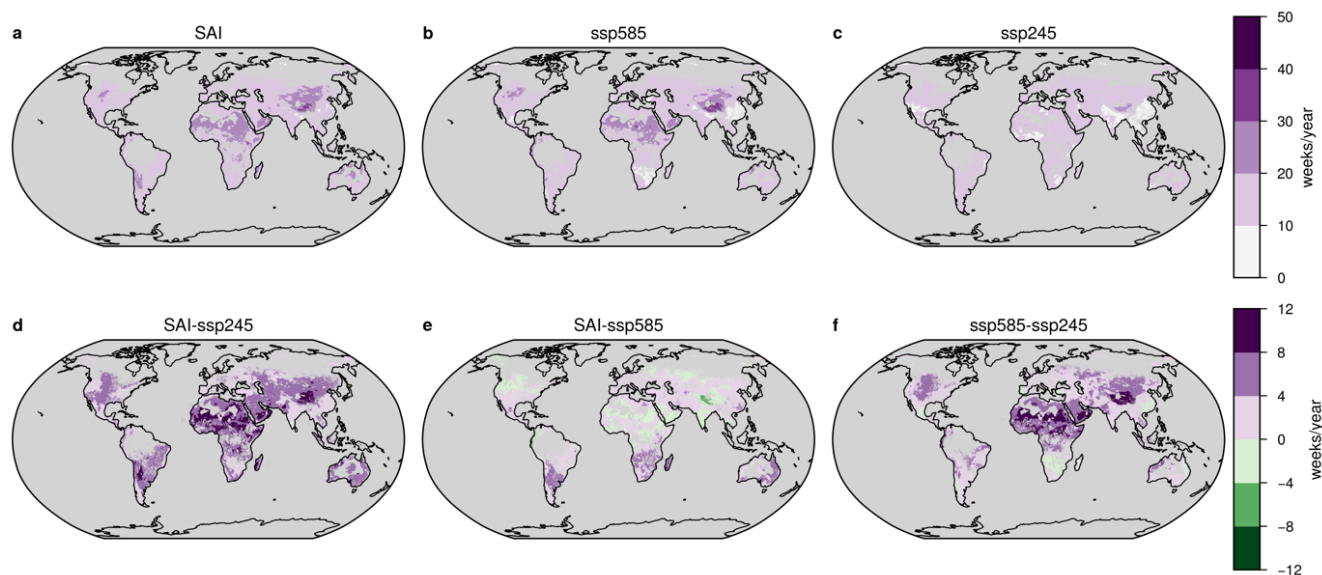 a SAI
b ssp585
c ssp245
50
40
30
20
10
0
weeks/year
d SAI-ssp245
e SAI-ssp585
f ssp585-ssp245
12
8
4
0
−4
−8
−12
weeks/year